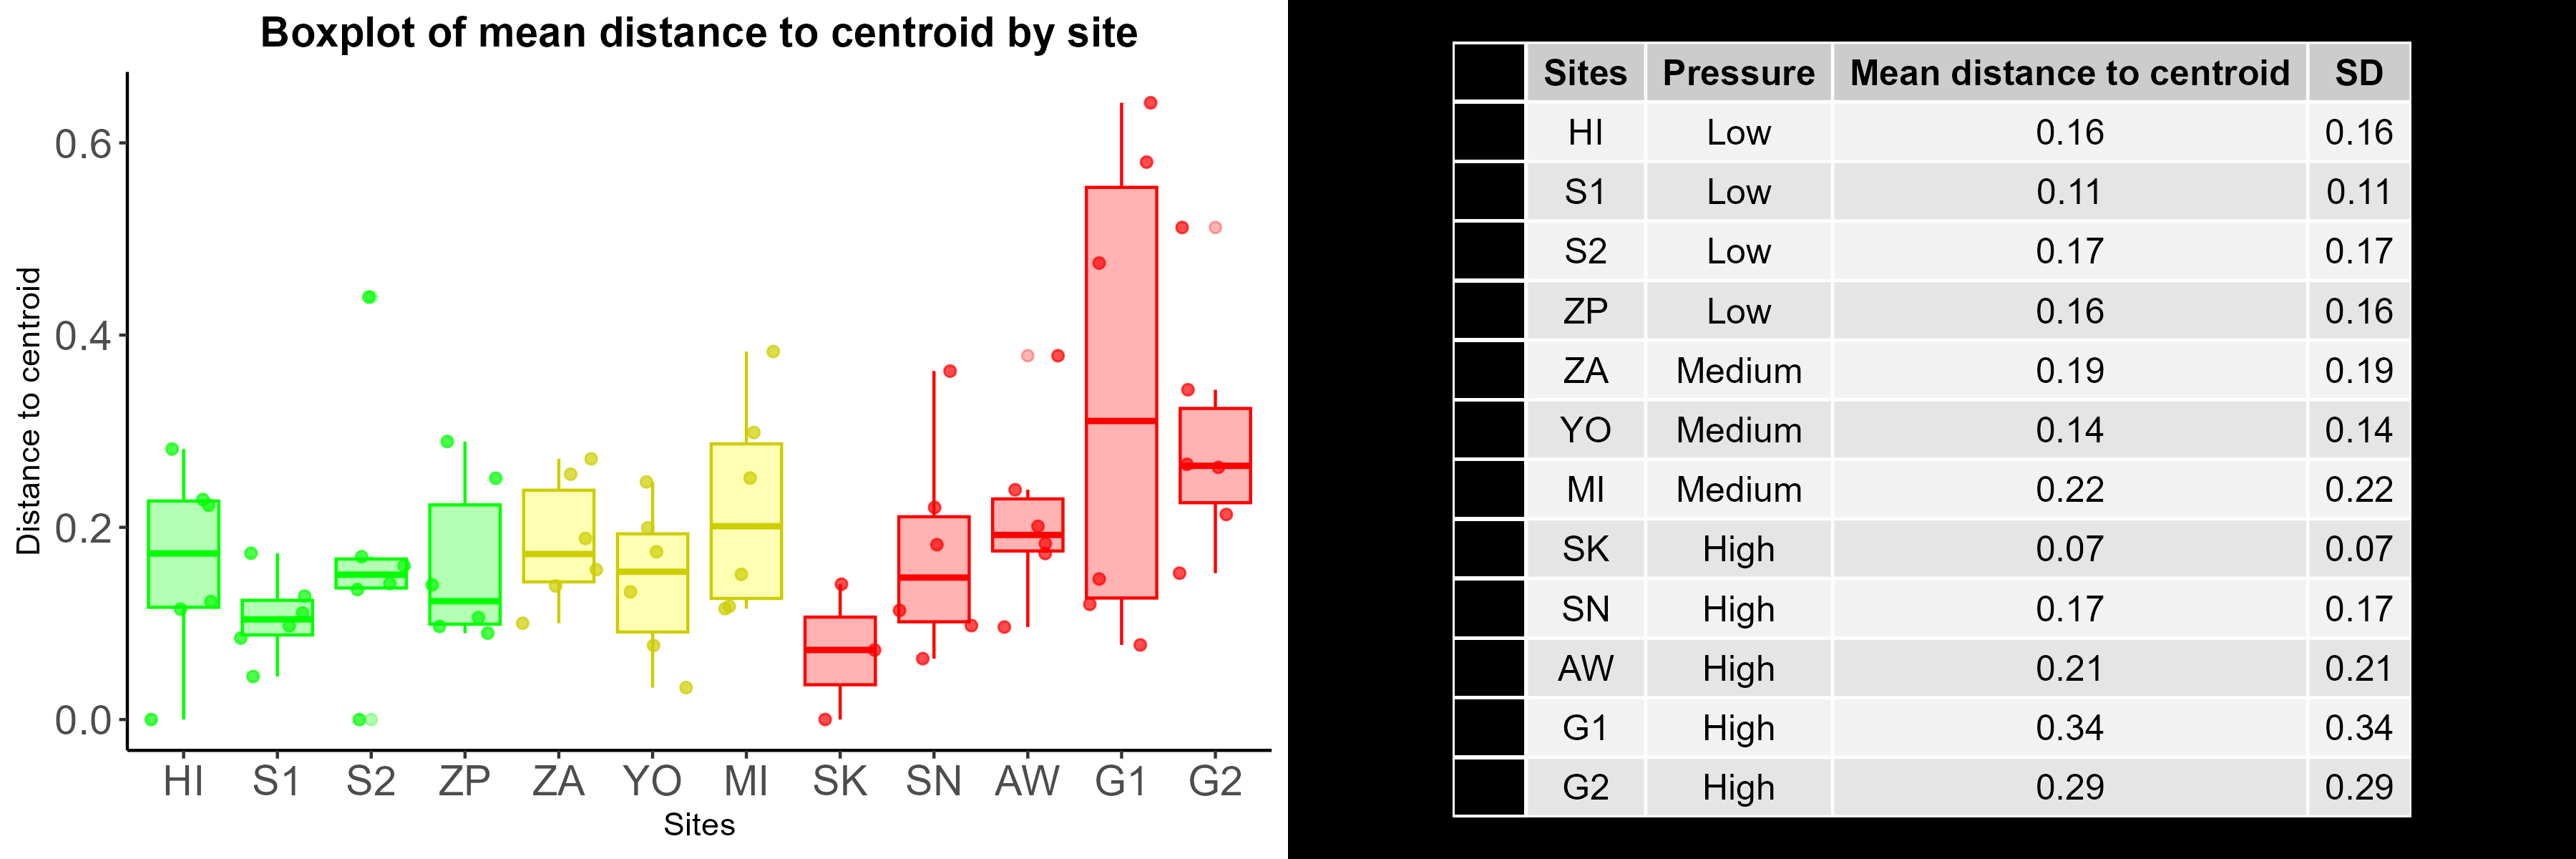 Boxplot of mean distance to centroid by site
Distance to centroid
0.6
0.4
0.2
0.0
HI S1 S2 ZP ZA YO MI SK SN AW G1 G2
Sites
Sites Pressure Mean distance to centroid SD
HI Low 0.16 0.16
S1 Low 0.11 0.11
S2 Low 0.17 0.17
ZP Low 0.16 0.16
ZA Medium 0.19 0.19
YO Medium 0.14 0.14
MI Medium 0.22 0.22
SK High 0.07 0.07
SN High 0.17 0.17
AW High 0.21 0.21
G1 High 0.34 0.34
G2 High 0.29 0.29